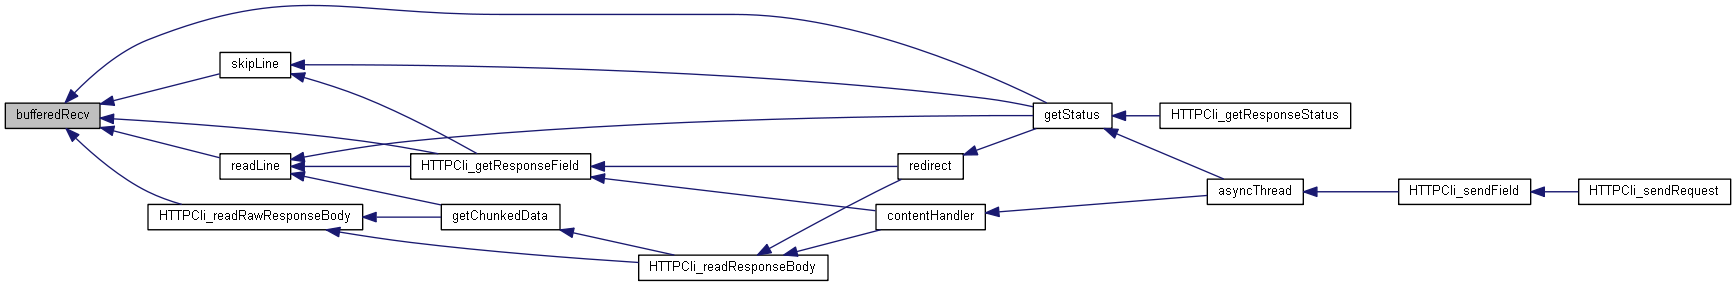 bufferedRecv
skipLine
readLine
HTTPCli_readRawResponseBody
HTTPCli_getResponseField
getChunkedData
HTTPCli_readResponseBody
redirect
contentHandler
getStatus
HTTPCli_getResponseStatus
asyncThread
HTTPCli_sendField
HTTPCli_sendRequest